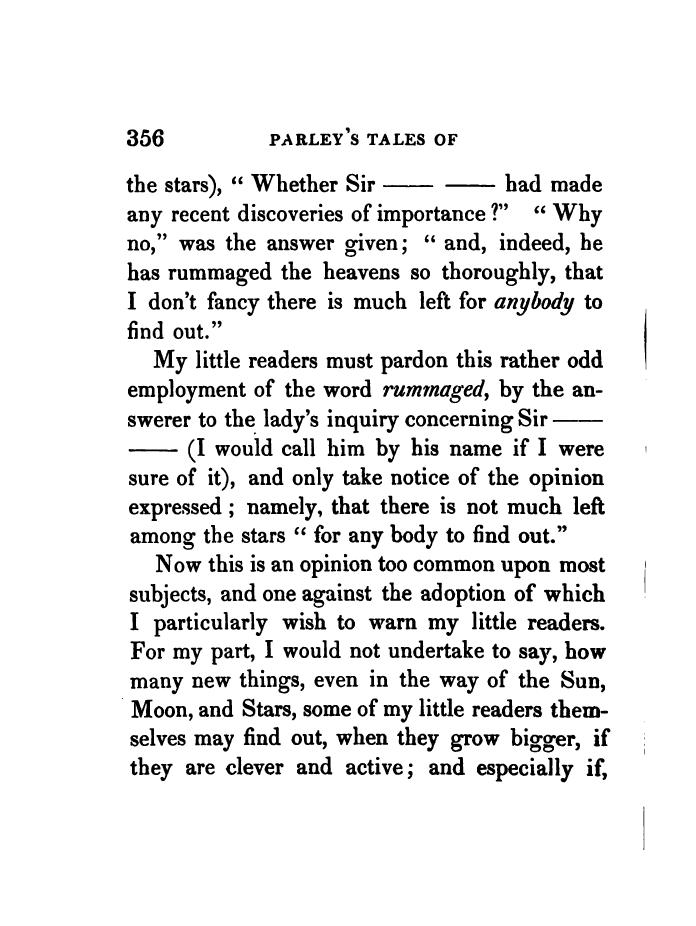 356 PARLEY'S TALES OF
the stars), “ Whether Sir —— —— had made
any recent discoveries of importance ?” “ Why
no,” was the answer given ; “ and, indeed, he
has rummaged the heavens so thoroughly, that
I don't fancy there is much left for anybody to
find out.”
My little readers must pardon this rather odd
employment of the word rummaged, by the an-
swerer to the lady's inquiry concerning Sir ——
—— (I would call him by his name if I were
sure of it), and only take notice of the opinion
expressed ; namely, that there is not much left
among the stars “ for any body to find out.”
Now this is an opinion too common upon most
subjects, and one against the adoption of which
I particularly wish to warn my little readers.
For my part, I would not undertake to say, how
many new things, even in the way of the Sun,
Moon, and Stars, some of my little readers them-
selves may find out, when they grow bigger, if
they are clever and active ; and especially if,